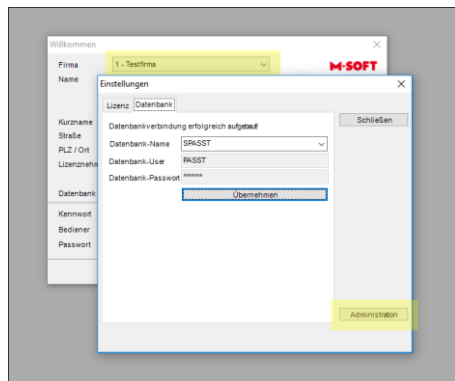 Willkommen
Firma 1 - Testfirma
M-SOFT
Name
Einstellungen
Lizenz Datenbank
Kurzname
Datenbankverbindung erfolgreich aufgebaut!
Schließen
Straße
Datenbank-Name SPASST
PLZ / Ort
Datenbank-User PASST
Lizenznehm
Datenbank-Passwort *******
Datenbank
Übernehmen
Kennwort
Bediener
Passwort
Administration